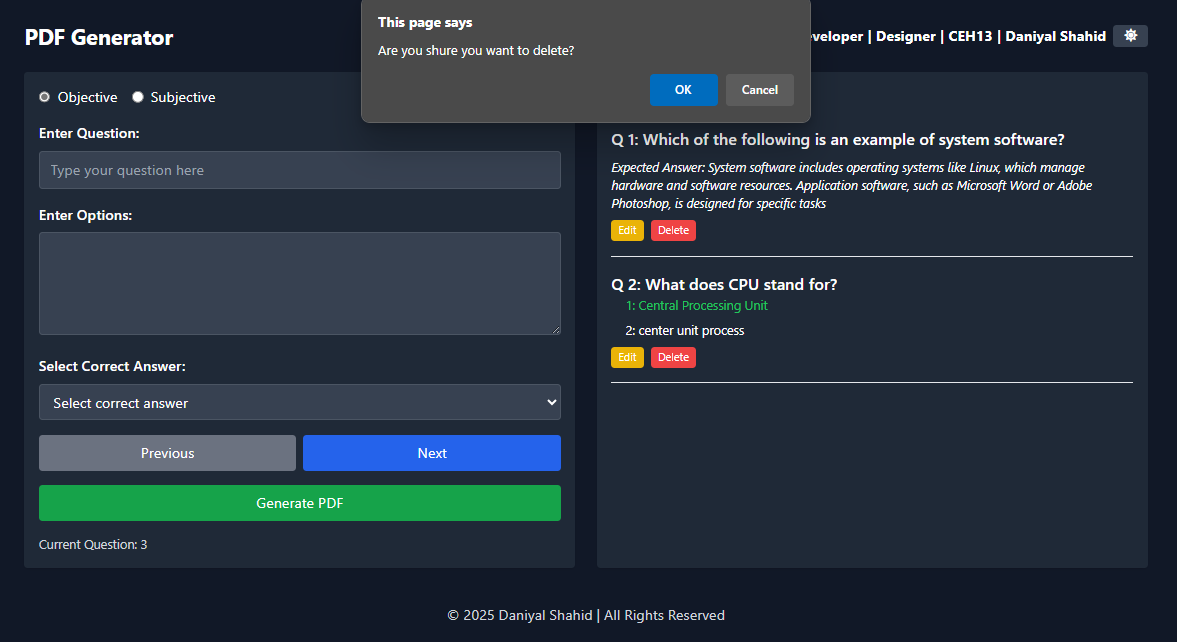 This page says
Are you shure you want to delete?
OK
Cancel
PDF Generator
| Designer | CEH13 | Daniyal Shahid
Objective
Subjective
Enter Question:
Type your question here
Enter Options:
Select Correct Answer:
Select correct answer
Previous
Next
Generate PDF
Current Question: 3
Q 1: Which of the following is an example of system software?
Expected Answer: System software includes operating systems like Linux, which manage
hardware and software resources. Application software, such as Microsoft Word or Adobe
Photoshop, is designed for specific tasks
Edit
Delete
Q 2: What does CPU stand for?
1: Central Processing Unit
2: center unit process
Edit
Delete
© 2025 Daniyal Shahid | All Rights Reserved